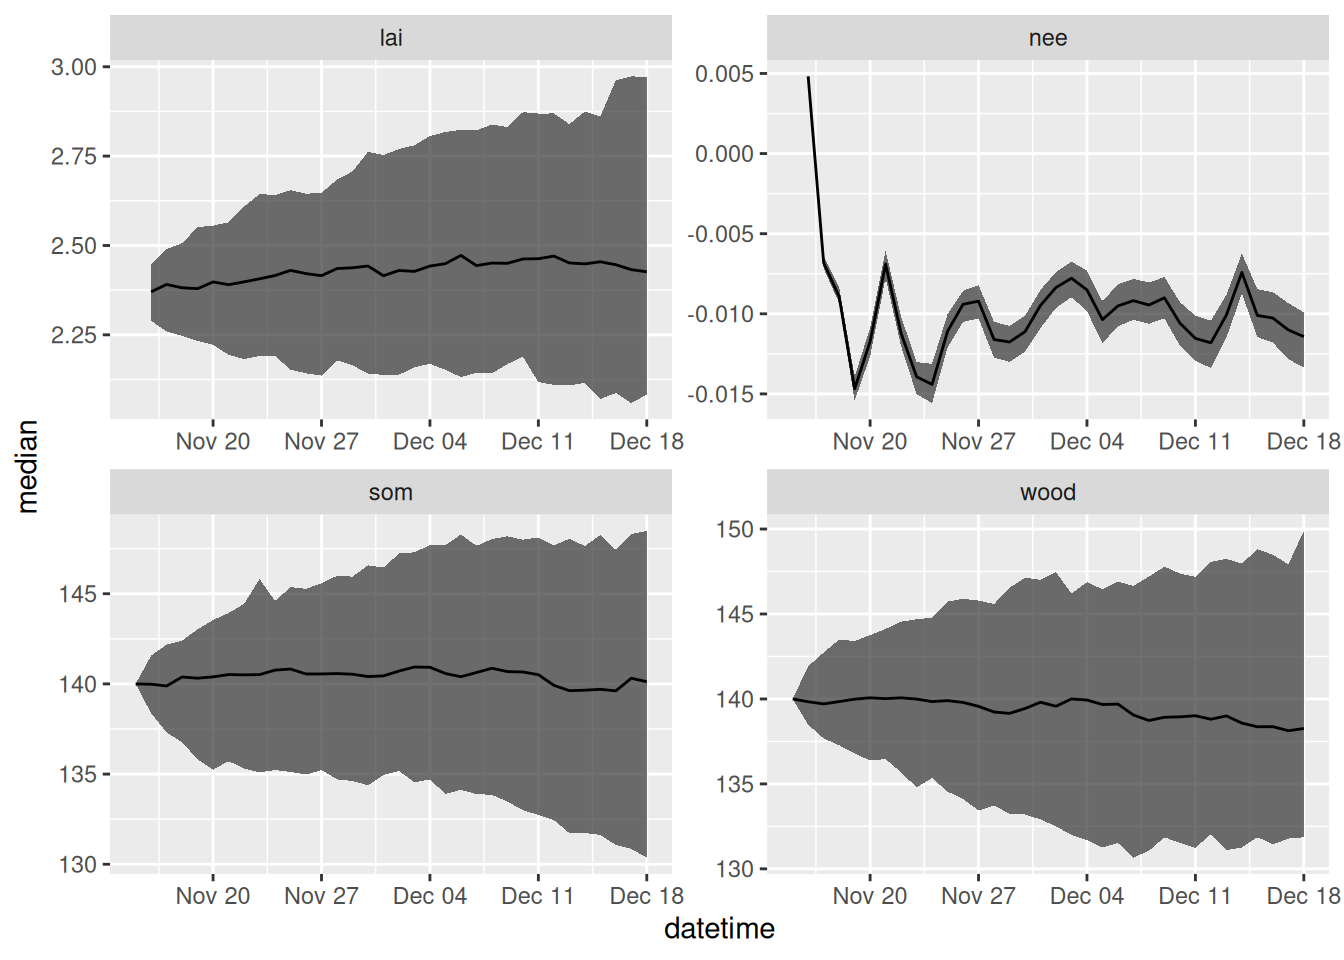 lai
3.00
2.75
2.50
2.25
Nov 20 Nov 27 Dec 04 Dec 11 Dec 18
nee
0.005
0.000
-0.005
-0.010
-0.015
Nov 20 Nov 27 Dec 04 Dec 11 Dec 18
som
145
140
135
130
Nov 20 Nov 27 Dec 04 Dec 11 Dec 18
wood
150
145
140
135
130
Nov 20 Nov 27 Dec 04 Dec 11 Dec 18
median
datetime